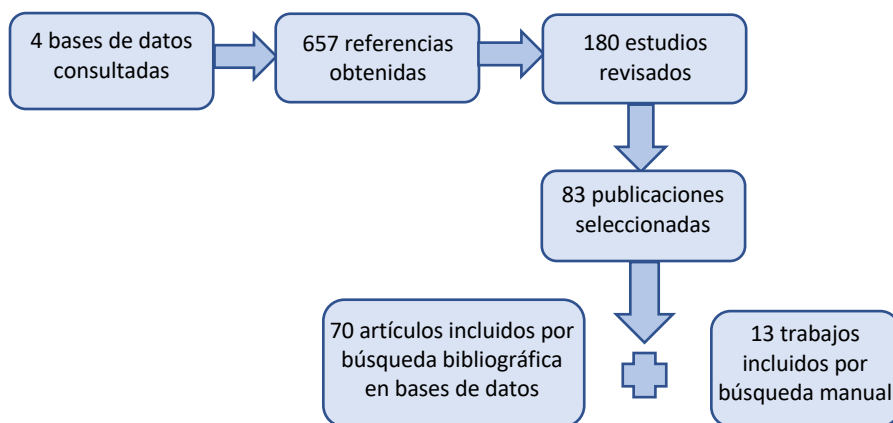 4 bases de datos
consultadas
657 referencias
obtenidas
180 estudios
revisados
83 publicaciones
seleccionadas
70 artículos incluidos por
búsqueda bibliográfica
en bases de datos
13 trabajos
incluidos por
búsqueda manual